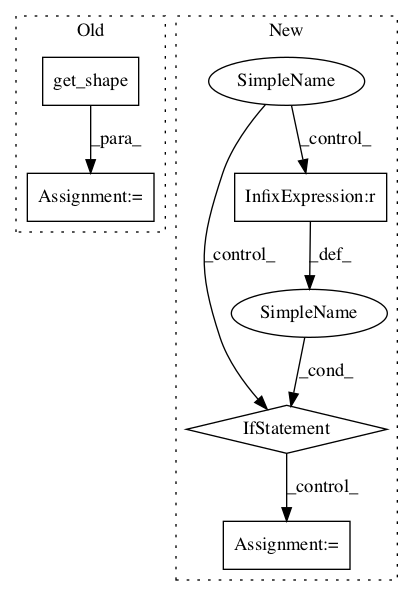 Old
New
get_shape
SimpleName
_para_
_control_
Assignment:=
InfixExpression:r
_control_
_def_
SimpleName
_cond_
IfStatement
_control_
Assignment:=